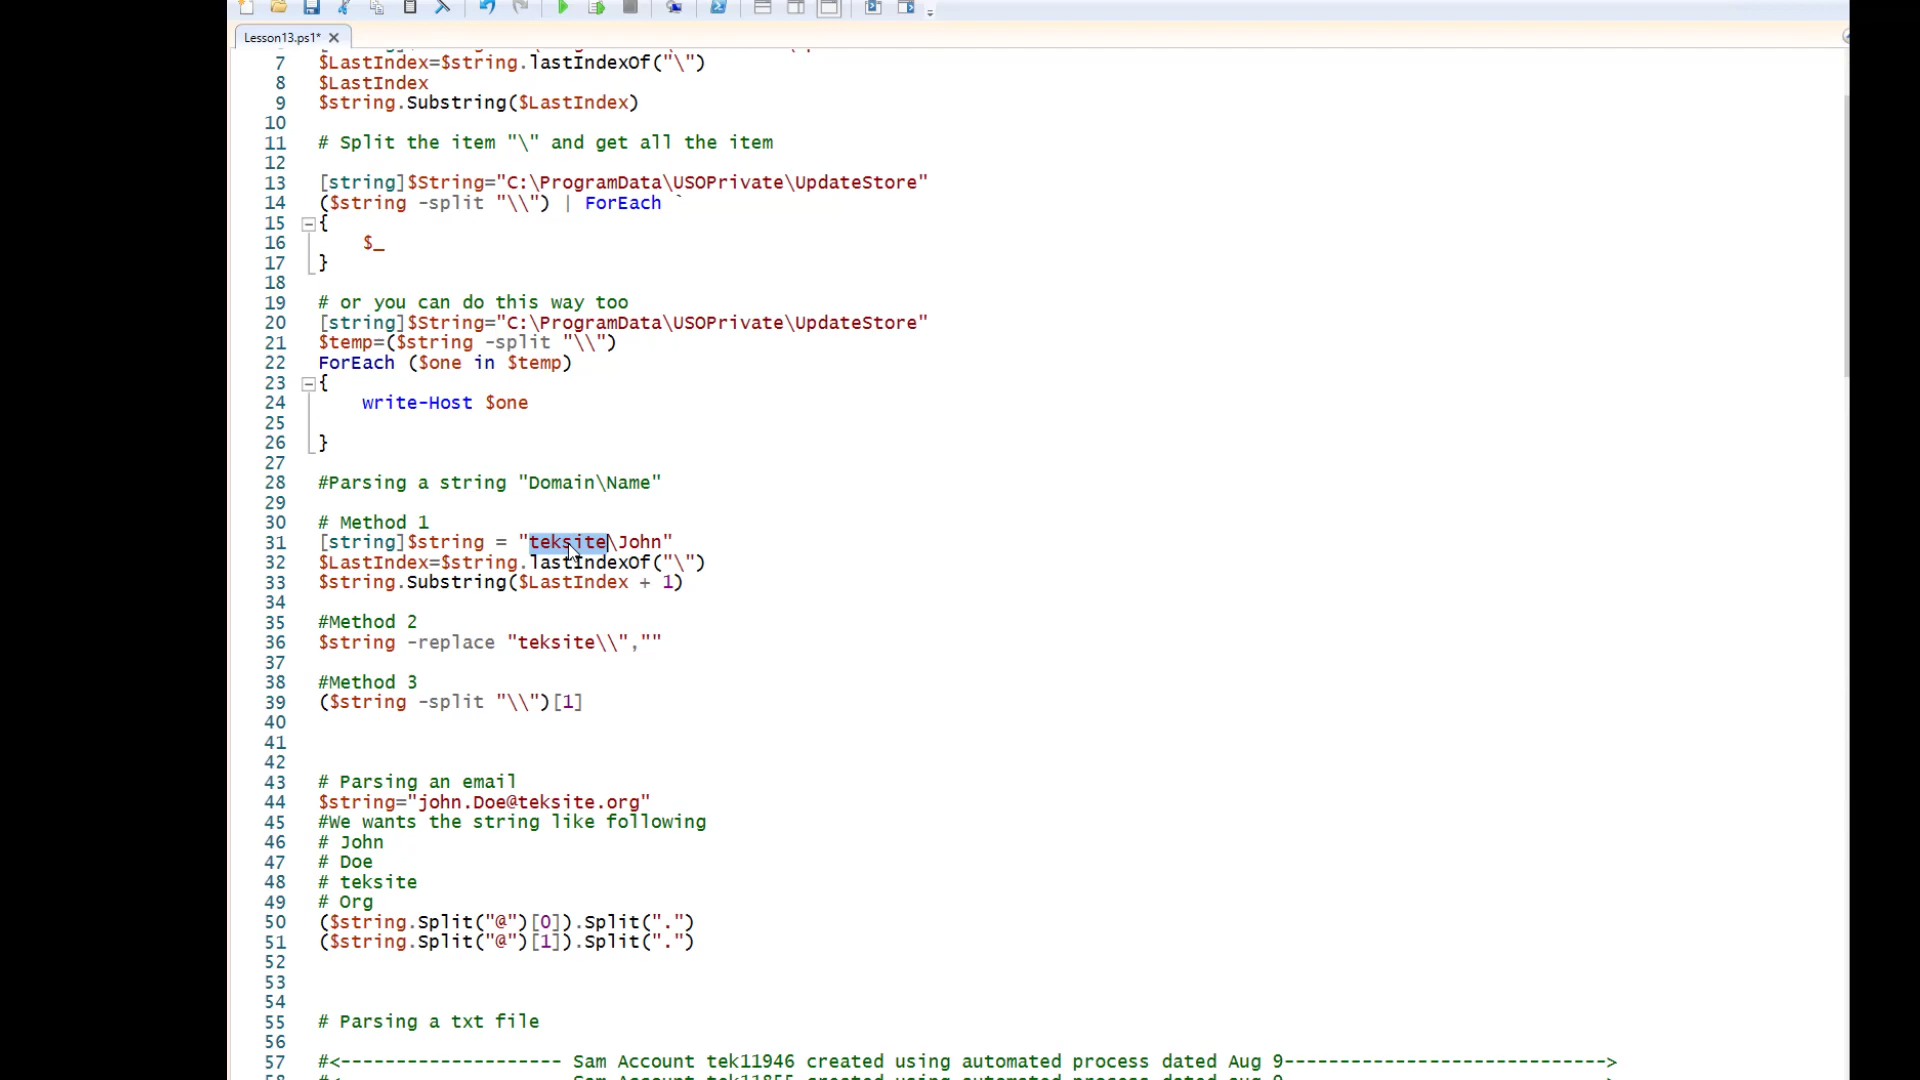 Lesson13.ps1*
7 $LastIndex=$string.lastIndexOf("\")
8 $LastIndex
9 $string.Substring($LastIndex)
10
11 # Split the item "\" and get all the item
12
13 [string]$String="C:\ProgramData\USOPrivate\UpdateStore"
14 ($string -split "\\") | ForEach `
15 {
16 $_
17 }
18
19 # or you can do this way too
20 [string]$String="C:\ProgramData\USOPrivate\UpdateStore"
21 $temp=($string -split "\\")
22 ForEach ($one in $temp)
23 {
24 write-Host $one
25
26 }
27
28 #Parsing a string "Domain\Name"
29
30 # Method 1
31 [string]$string = "teksite\John"
32 $LastIndex=$string.lastIndexOf("\")
33 $string.Substring($LastIndex + 1)
34
35 #Method 2
36 $string -replace "teksite\\",""
37
38 #Method 3
39 ($string -split "\\")[1]
40
41
42
43 # Parsing an email
44 $string="john.Doe@teksite.org"
45 #We wants the string like following
46 # John
47 # Doe
48 # teksite
49 # Org
50 ($string.Split("@")[0]).Split(".")
51 ($string.Split("@")[1]).Split(".")
52
53
54
55 # Parsing a txt file
56
57 #<-------------------- Sam Account tek11946 created using automated process dated Aug 9----------------------------->